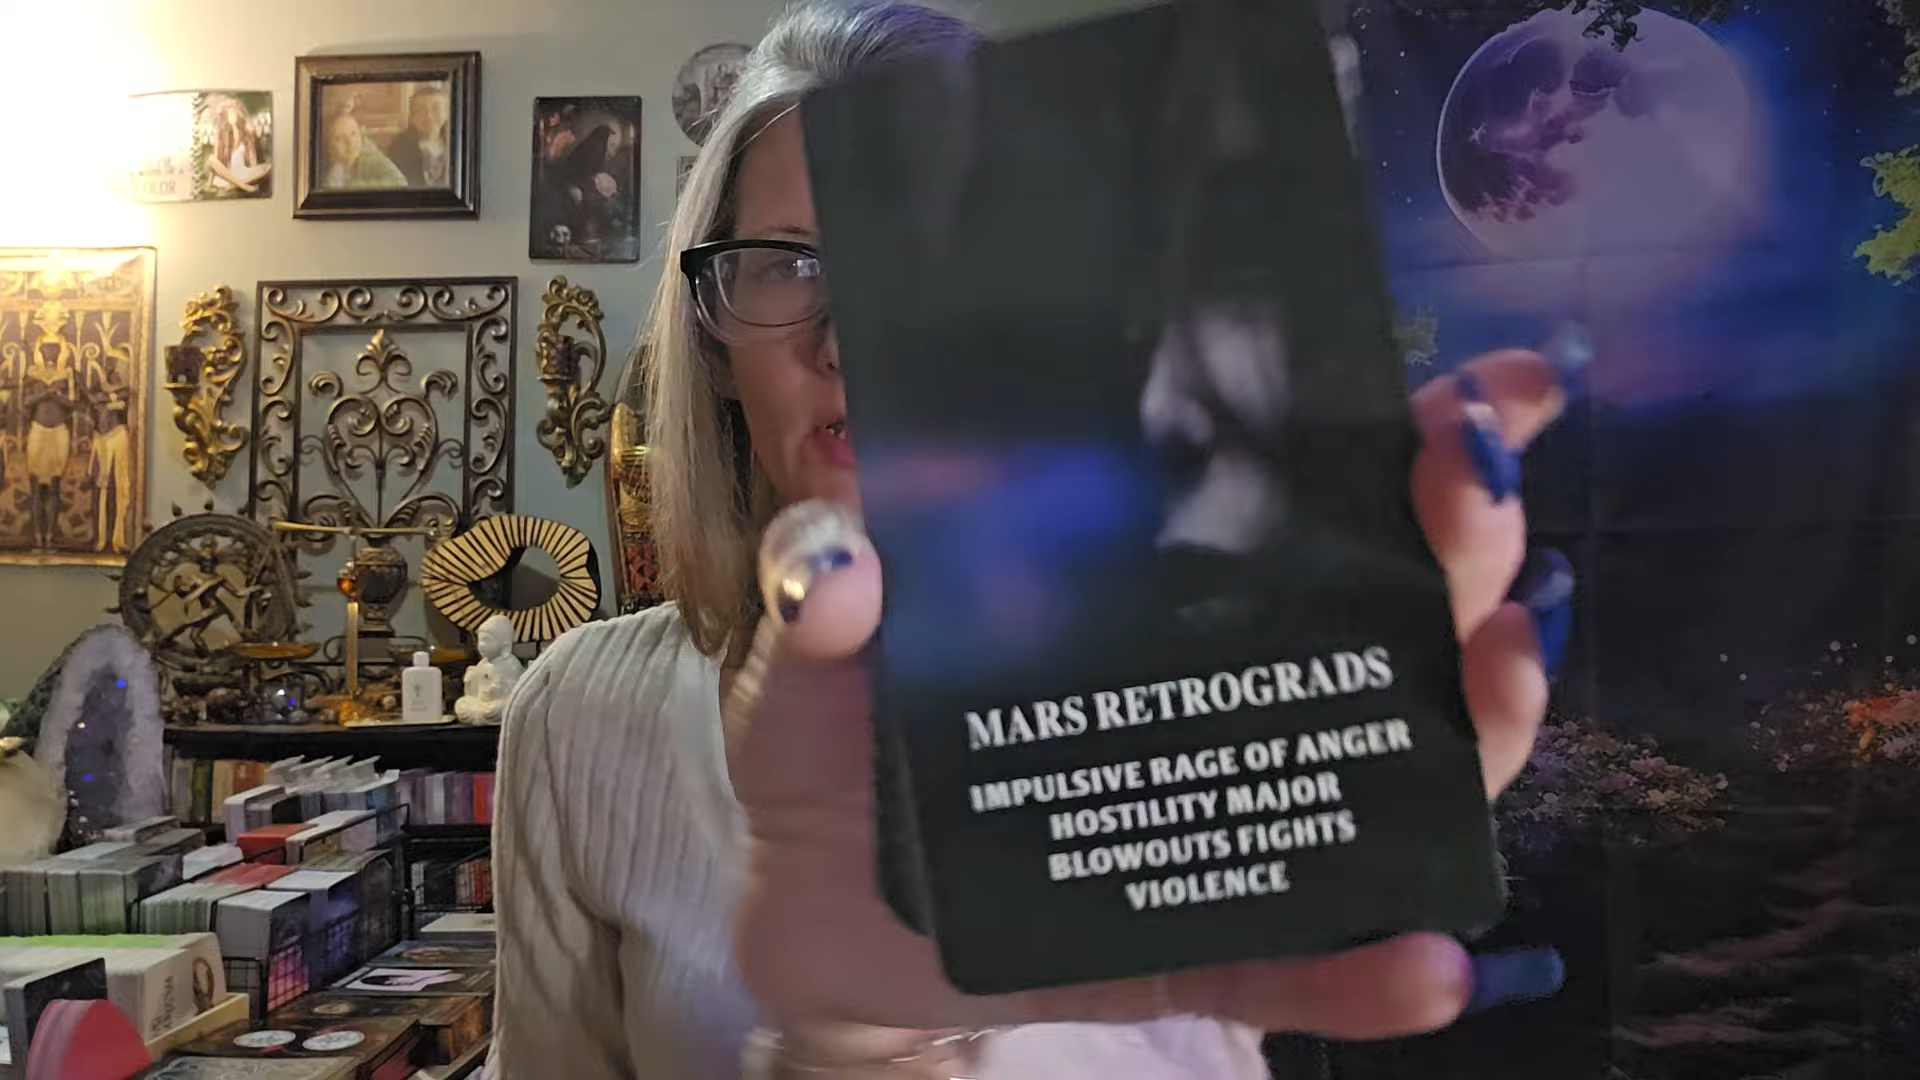 MARS RETROGRADS
IMPULSIVE RAGE OF ANGER
HOSTILITY MAJOR
BLOWOUTS FIGHTS
VIOLENCE